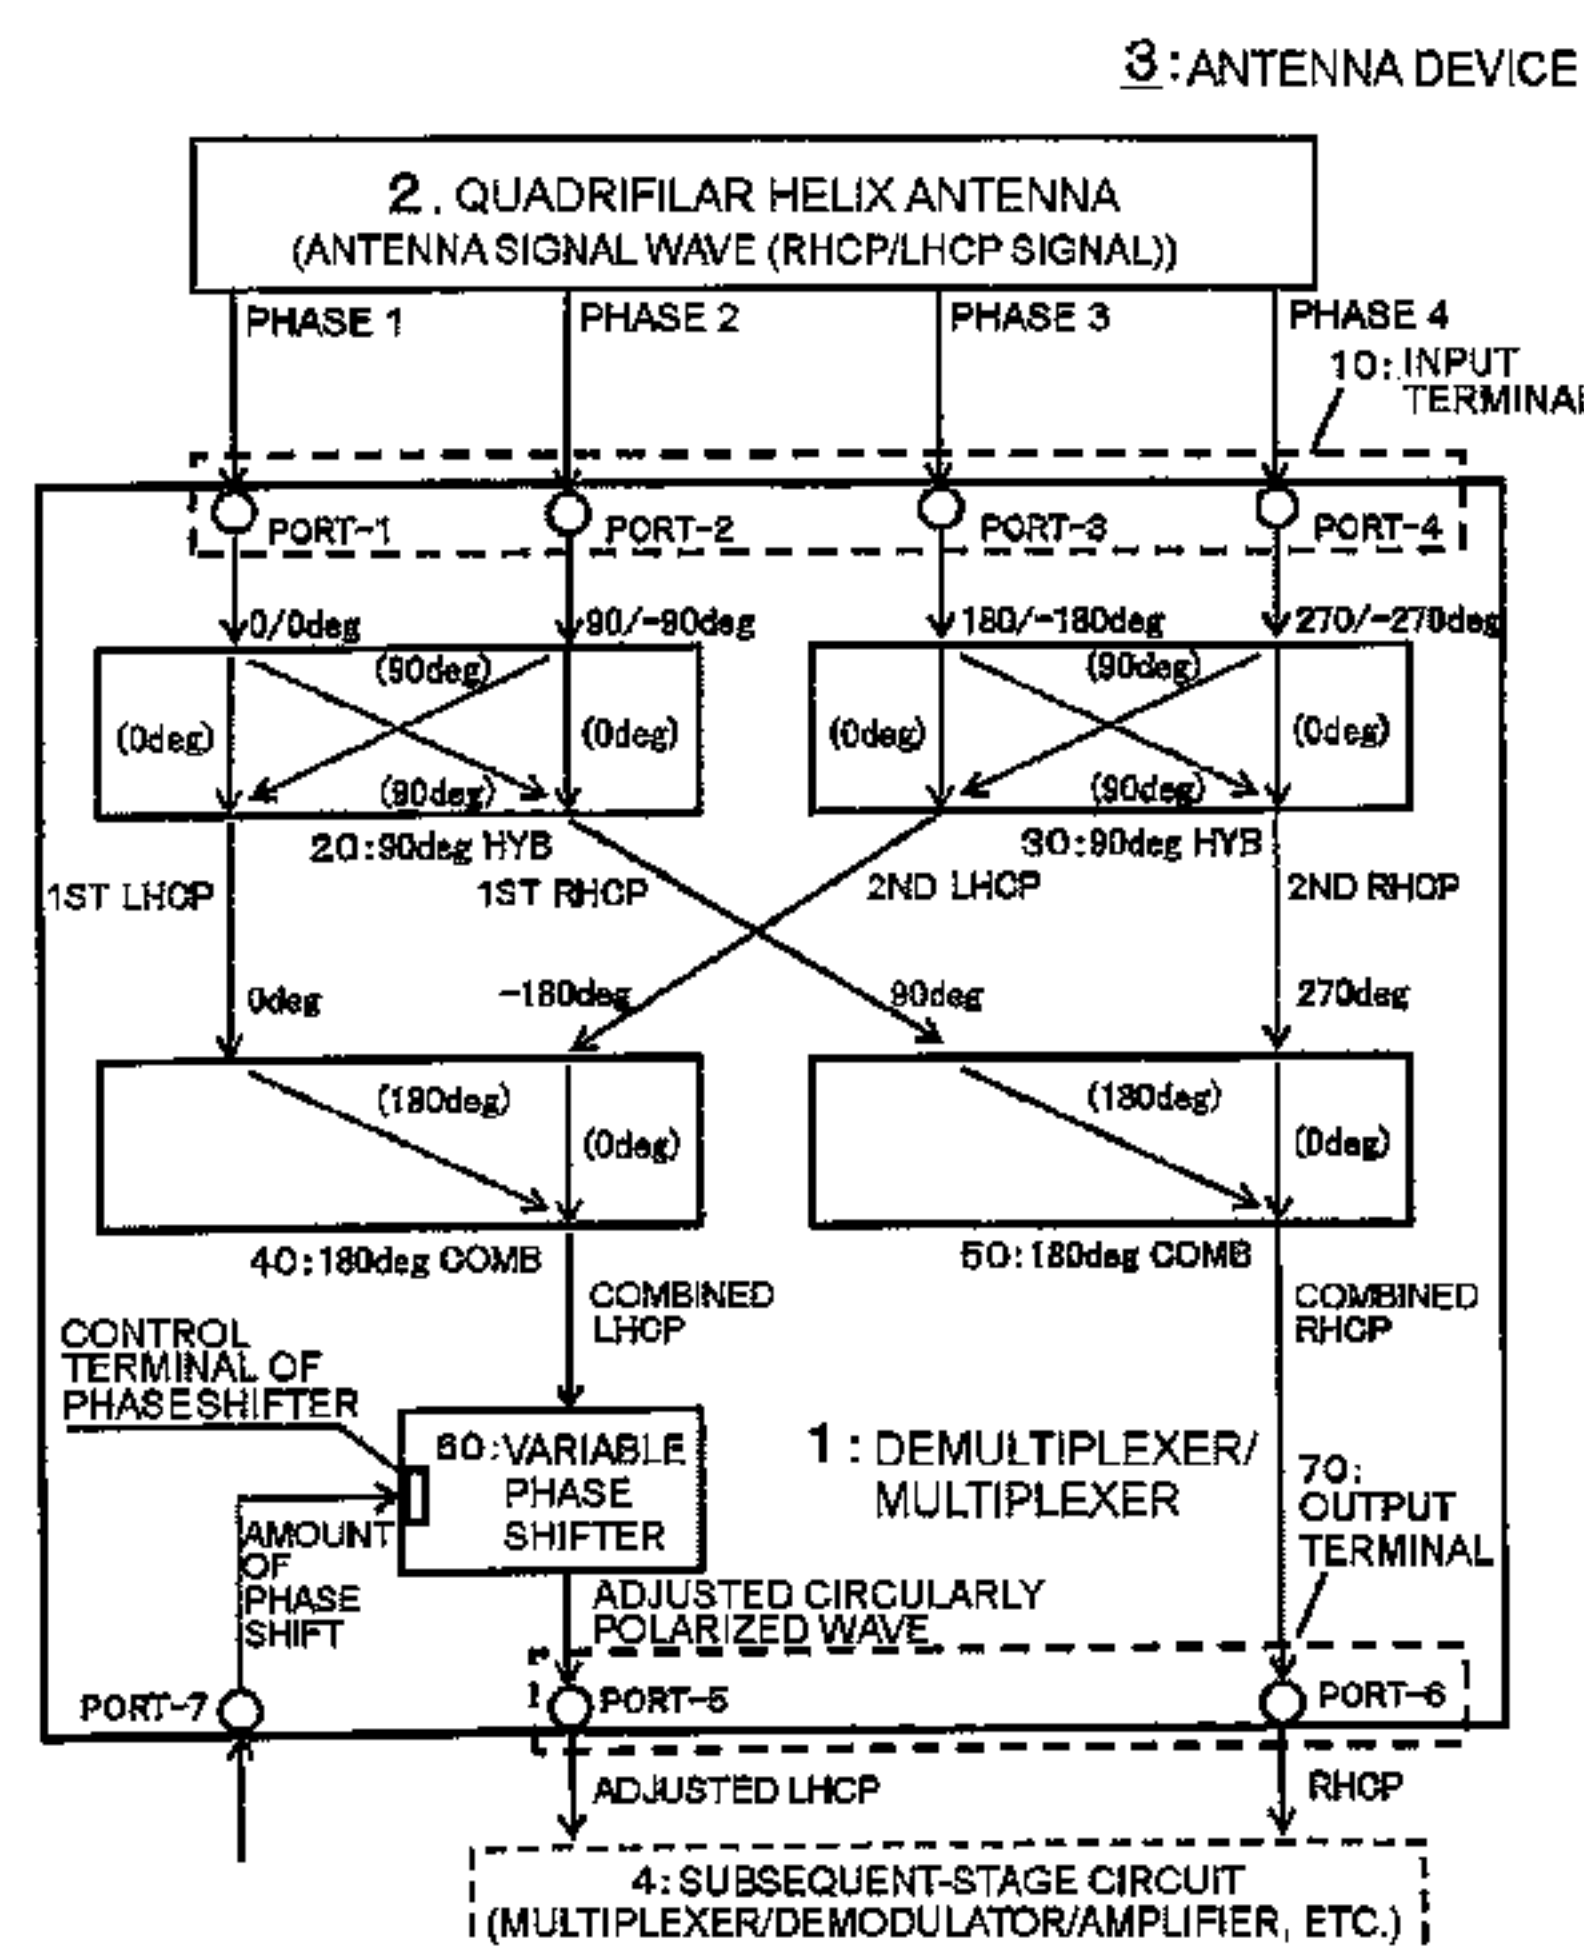 3:ANTENNA DEVICE
2. QUADRIFILAR HELIX ANTENNA
(ANTENNA SIGNAL WAVE (RHCP/LHCP SIGNAL))
PHASE 1
PHASE 2
PHASE 3
PHASE 4
10: INPUT
TERMINAL
PORT-1
PORT-2
PORT-3
PORT-4
0/0deg
90/-90deg
180/-180deg
270/-270deg
(90deg)
(90deg)
(0deg)
(0deg)
(0deg)
(0deg)
(90deg)
(90deg)
20:90deg HYB
30:90deg HYB
1ST LHCP
1ST RHCP
2ND LHCP
2ND RHCP
0deg
-180deg
90deg
270deg
(180deg)
(0deg)
(180deg)
(0deg)
40:180deg COMB
50:180deg COMB
COMBINED
LHCP
COMBINED
RHCP
CONTROL
TERMINAL OF
PHASESHIFTER
60:VARIABLE
PHASE
SHIFTER
1: DEMULTIPLEXER/
MULTIPLEXER
70:
OUTPUT
TERMINAL
AMOUNT
OF
PHASE
SHIFT
ADJUSTED CIRCULARLY
POLARIZED WAVE
PORT-7
PORT-5
PORT-6
ADJUSTED LHCP
RHCP
4: SUBSEQUENT-STAGE CIRCUIT
(MULTIPLEXER/DEMODULATOR/AMPLIFIER, ETC.)